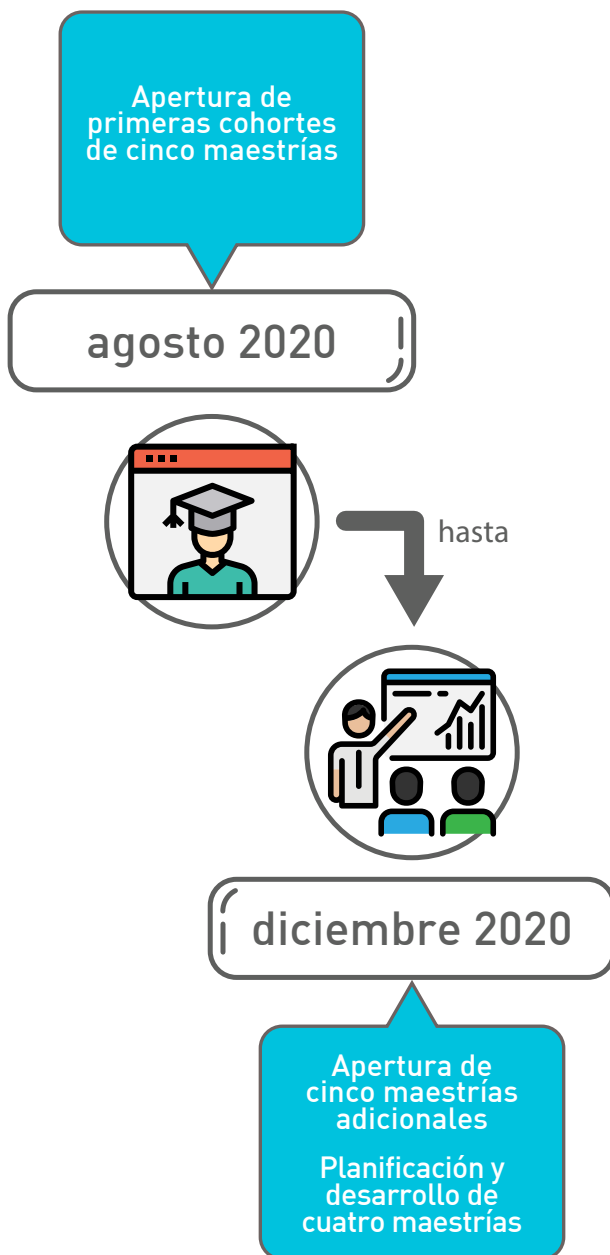 Apertura de
primeras cohortes
de cinco maestrías
agosto 2020
hasta
diciembre 2020
Apertura de
cinco maestrías
adicionales
Planificación y
desarrollo de
cuatro maestrías